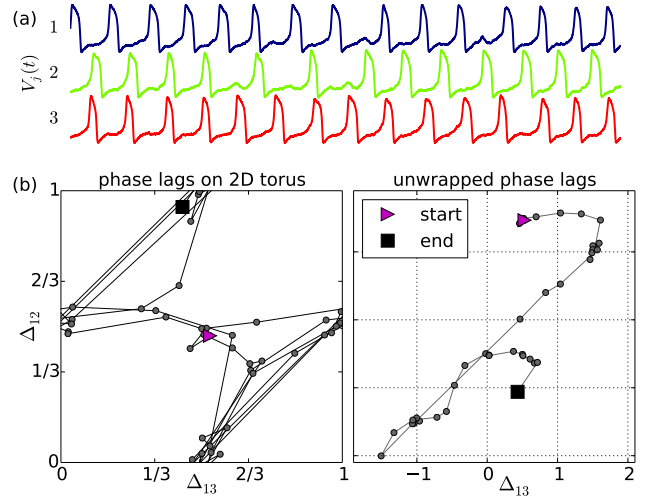 (a)
1
2
3
V_j(t)
(b)
phase lags on 2D torus
unwrapped phase lags
1
2/3
1/3
0
Δ_12
0 1/3 2/3 1
Δ_13
start
end
−1 0 1 2
Δ_13